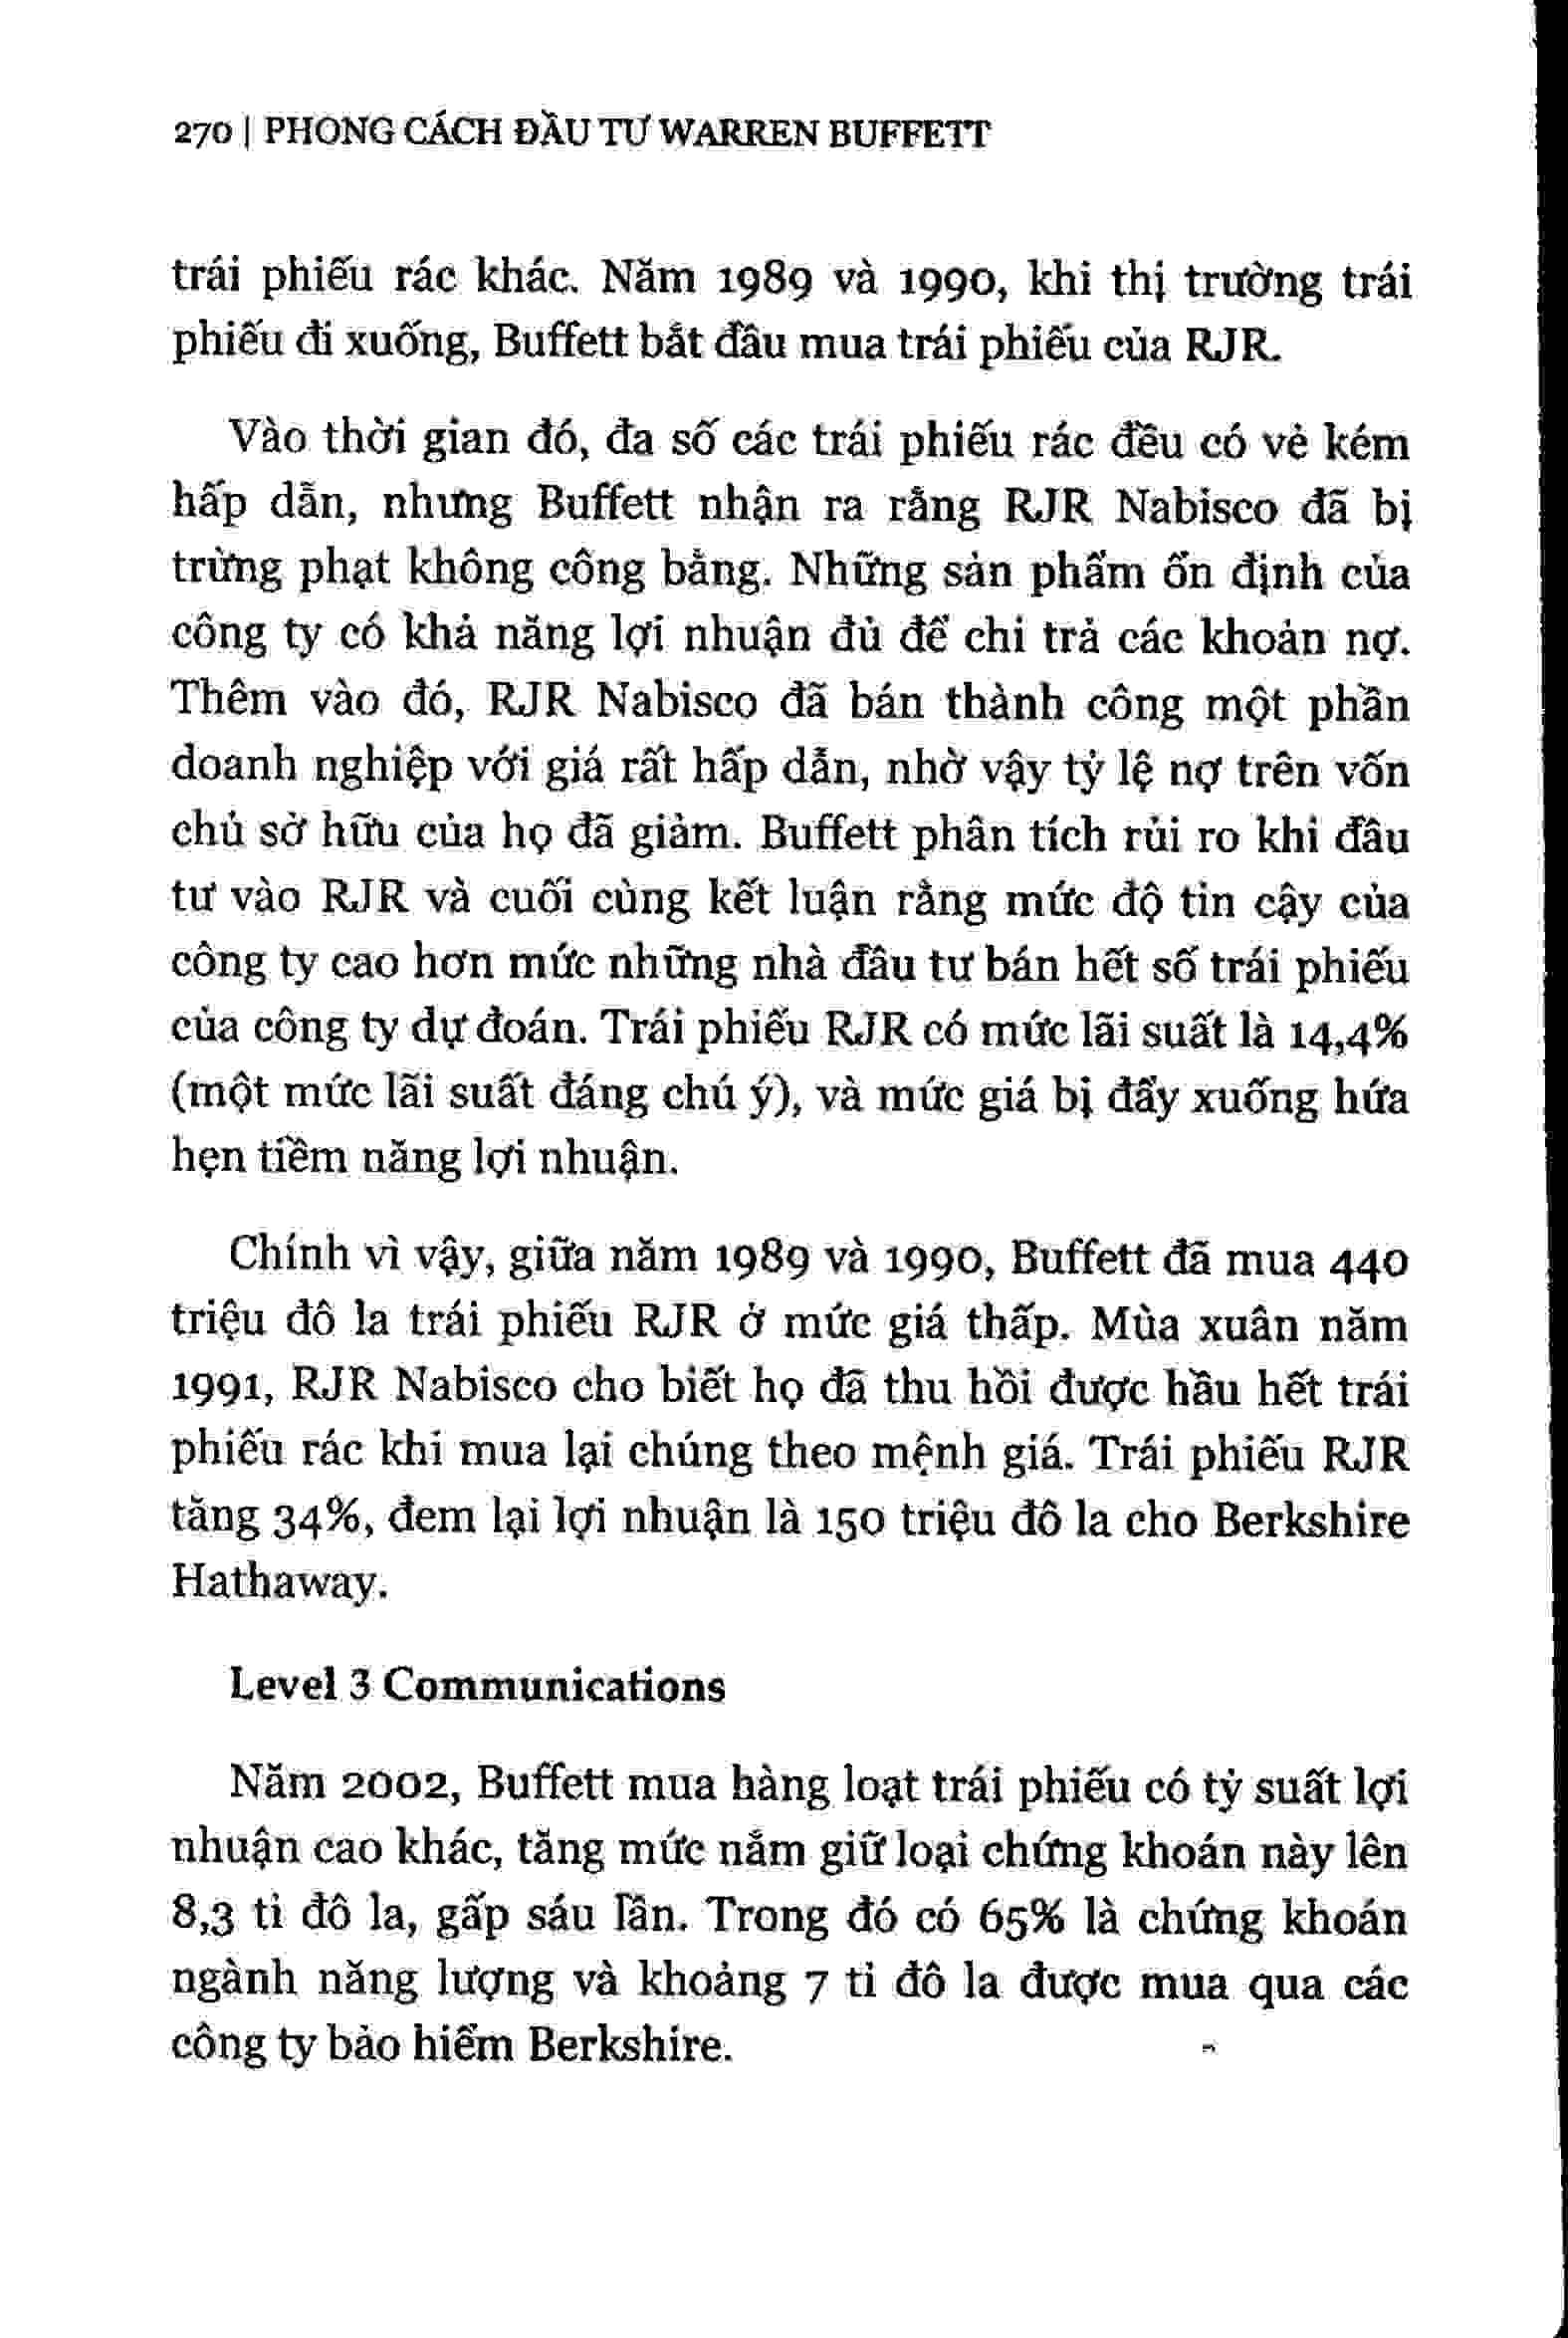 270 | PHONG CÁCH ĐẦU TƯ WARREN BUFFETT
trái phiếu rác khác. Năm 1989 và 1990, khi thị trường trái
phiếu đi xuống, Buffett bắt đầu mua trái phiếu của RJR.
Vào thời gian đó, đa số các trái phiếu rác đều có vẻ kém
hấp dẫn, nhưng Buffett nhận ra rằng RJR Nabisco đã bị
trừng phạt không công bằng. Những sản phẩm ổn định của
công ty có khả năng lợi nhuận đủ để chi trả các khoản nợ.
Thêm vào đó, RJR Nabisco đã bán thành công một phần
doanh nghiệp với giá rất hấp dẫn, nhờ vậy tỷ lệ nợ trên vốn
chủ sở hữu của họ đã giảm. Buffett phân tích rủi ro khi đầu
tư vào RJR và cuối cùng kết luận rằng mức độ tin cậy của
công ty cao hơn mức những nhà đầu tư bán hết số trái phiếu
của công ty dự đoán. Trái phiếu RJR có mức lãi suất là 14,4%
(một mức lãi suất đáng chú ý), và mức giá bị đẩy xuống hứa
hẹn tiềm năng lợi nhuận.
Chính vì vậy, giữa năm 1989 và 1990, Buffett đã mua 440
triệu đô la trái phiếu RJR ở mức giá thấp. Mùa xuân năm
1991, RJR Nabisco cho biết họ đã thu hồi được hầu hết trái
phiếu rác khi mua lại chúng theo mệnh giá. Trái phiếu RJR
tăng 34%, đem lại lợi nhuận là 150 triệu đô la cho Berkshire
Hathaway.
Level 3 Communications
Năm 2002, Buffett mua hàng loạt trái phiếu có tỷ suất lợi
nhuận cao khác, tăng mức nắm giữ loại chứng khoán này lên
8,3 tỉ đô la, gấp sáu lần. Trong đó có 65% là chứng khoán
ngành năng lượng và khoảng 7 tỉ đô la được mua qua các
công ty bảo hiểm Berkshire.